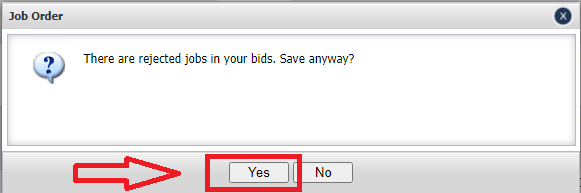 Job Order
X
?
There are rejected jobs in your bids. Save anyway?
Yes No